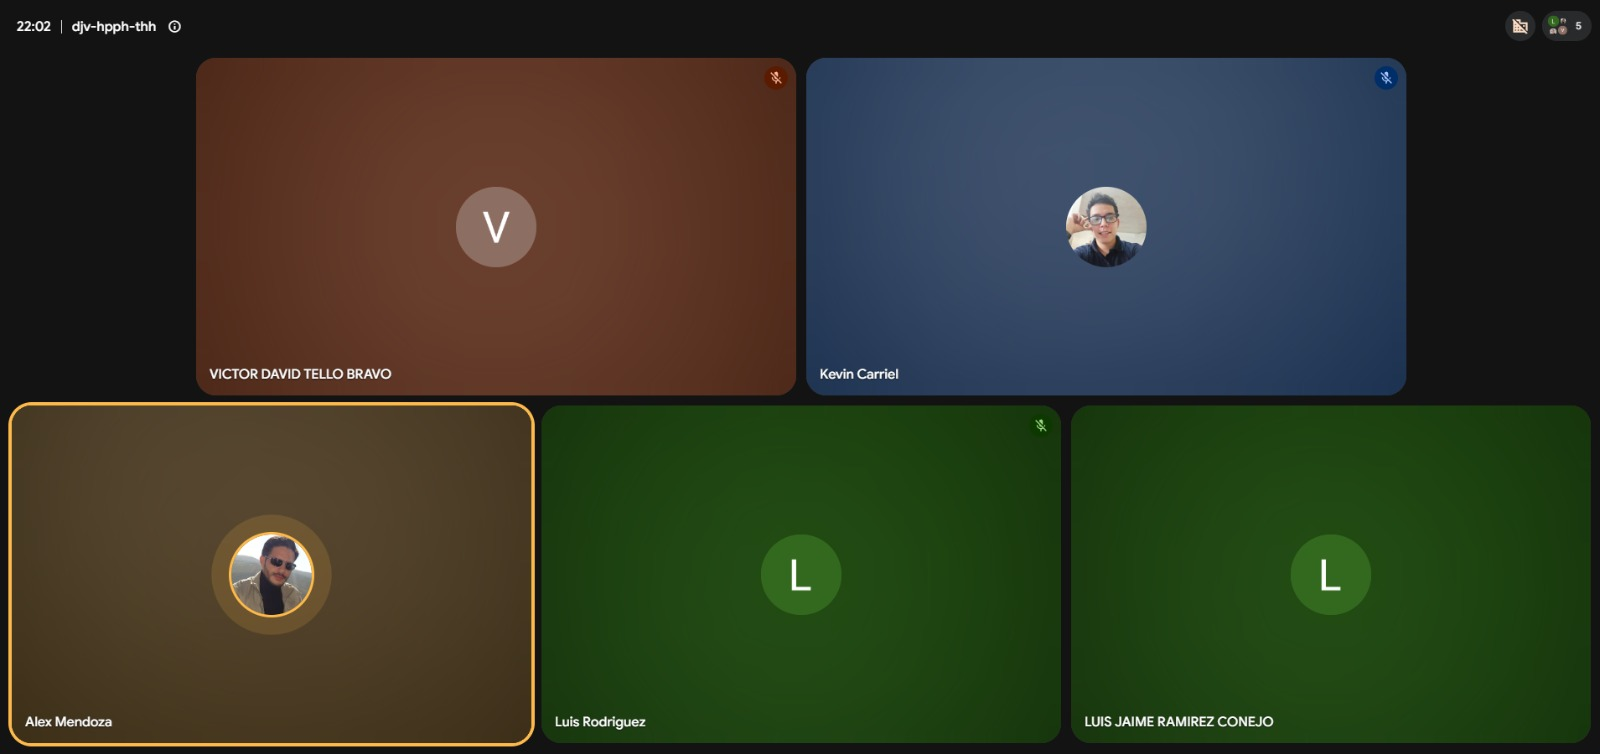 22:02 | djv-hpph-thh
5
V
VICTOR DAVID TELLO BRAVO
Kevin Carriel
Alex Mendoza
L
Luis Rodriguez
L
LUIS JAIME RAMIREZ CONEJO